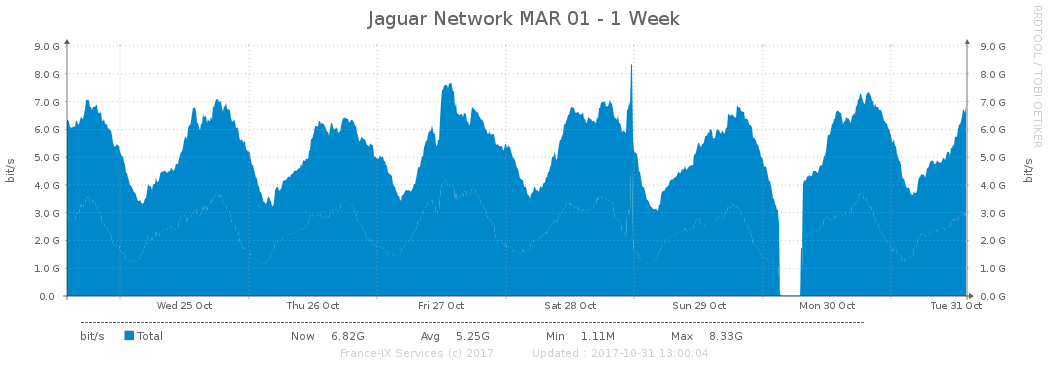 Jaguar Network MAR 01 - 1 Week
RRDTOOL / TOBI OETIKER
bit/s
9.0 G 9.0 G
8.0 G 8.0 G
7.0 G 7.0 G
6.0 G 6.0 G
5.0 G 5.0 G
4.0 G 4.0 G
3.0 G 3.0 G
2.0 G 2.0 G
1.0 G 1.0 G
0.0 0.0 G
bit/s
Wed 25 Oct Thu 26 Oct Fri 27 Oct Sat 28 Oct Sun 29 Oct Mon 30 Oct Tue 31 Oct
bit/s Total Now 6.82G Avg 5.25G Min 1.11M Max 8.33G
France-IX Services (c) 2017 Updated : 2017-10-31 13:00:04